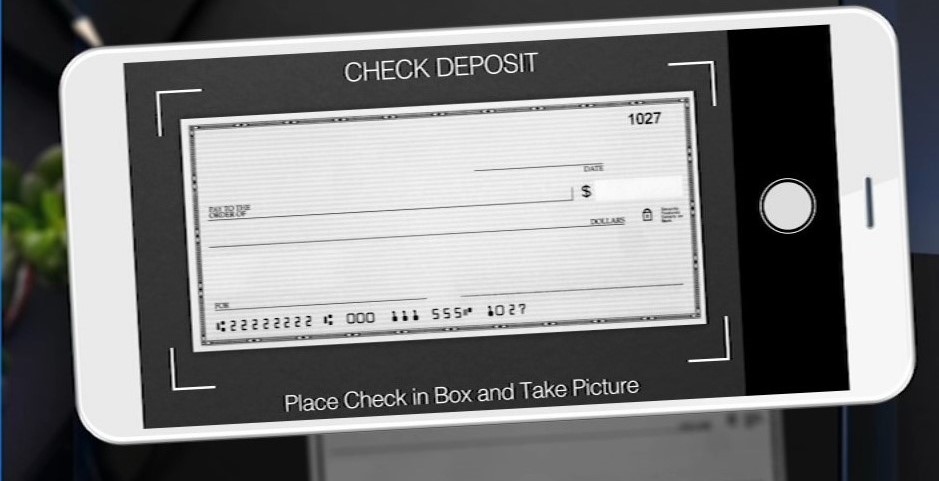 CHECK DEPOSIT
1027
DATE
PAY TO THE
ORDER OF
$
DOLLARS
FOR
⑆222222222⑆ 000 111 555⑈ 1027
Place Check in Box and Take Picture